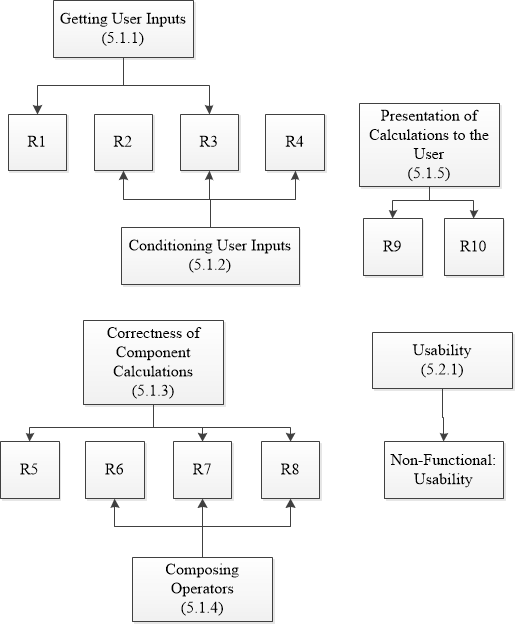 Getting User Inputs
(5.1.1)
R1
R2
R3
R4
Conditioning User Inputs
(5.1.2)
Presentation of
Calculations to the
User
(5.1.5)
R9
R10
Correctness of
Component
Calculations
(5.1.3)
R5
R6
R7
R8
Composing
Operators
(5.1.4)
Usability
(5.2.1)
Non-Functional:
Usability